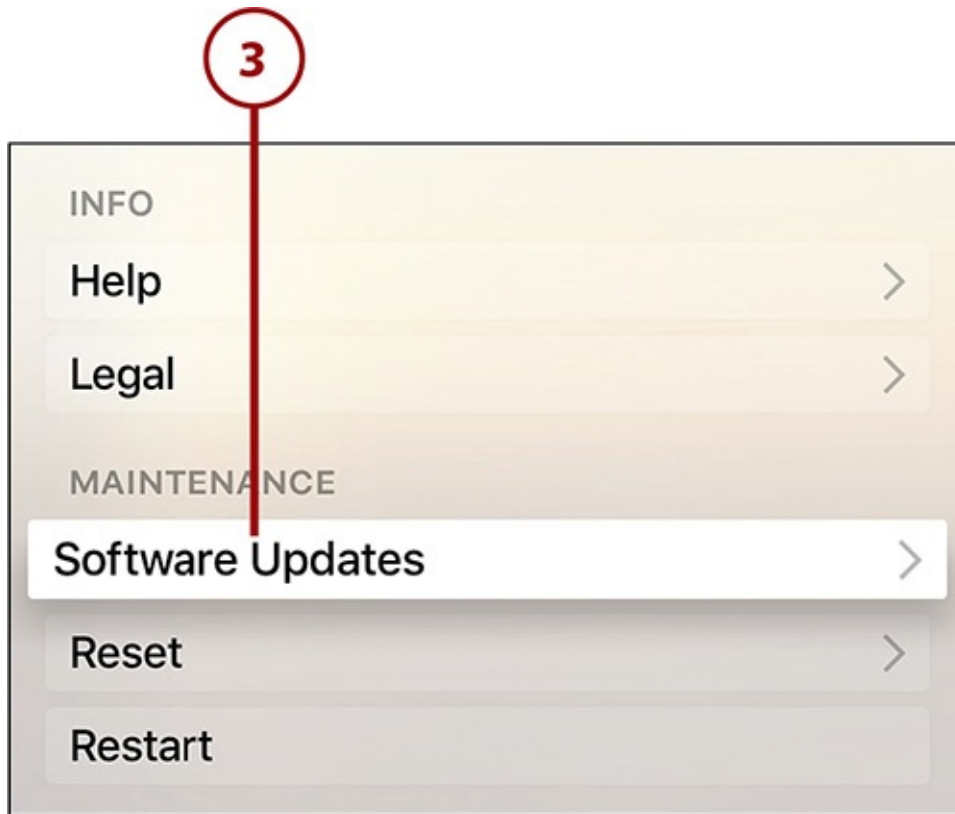 3
INFO
Help
Legal
MAINTENANCE
Software Updates
Reset
Restart